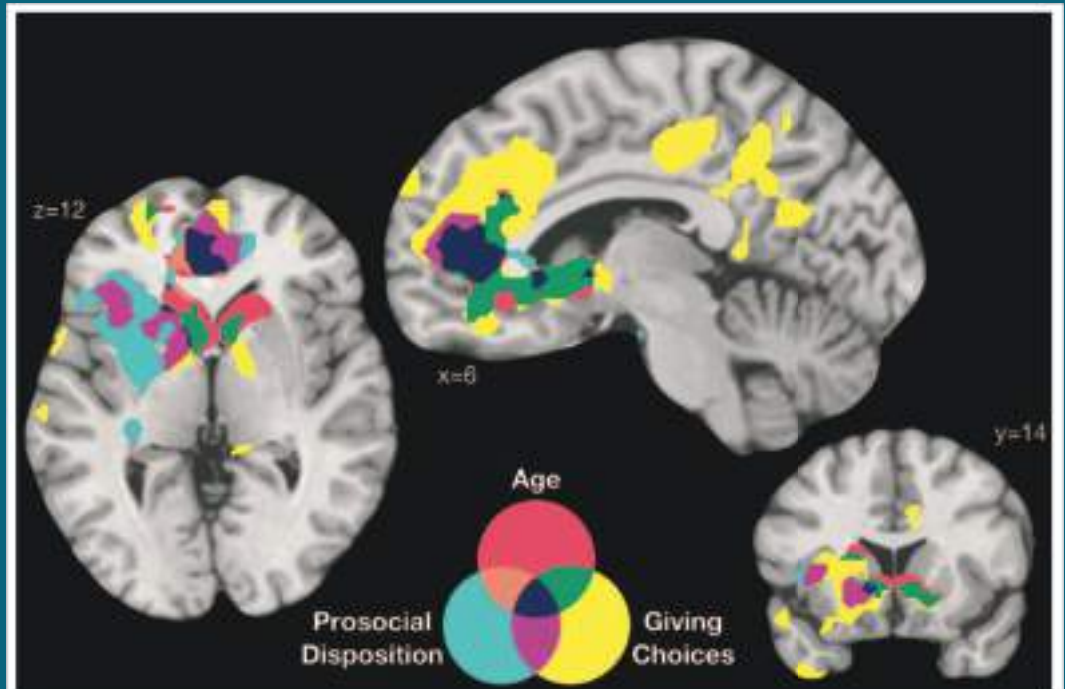 z=12
x=6
y=14
Age
Prosocial
Disposition
Giving
Choices